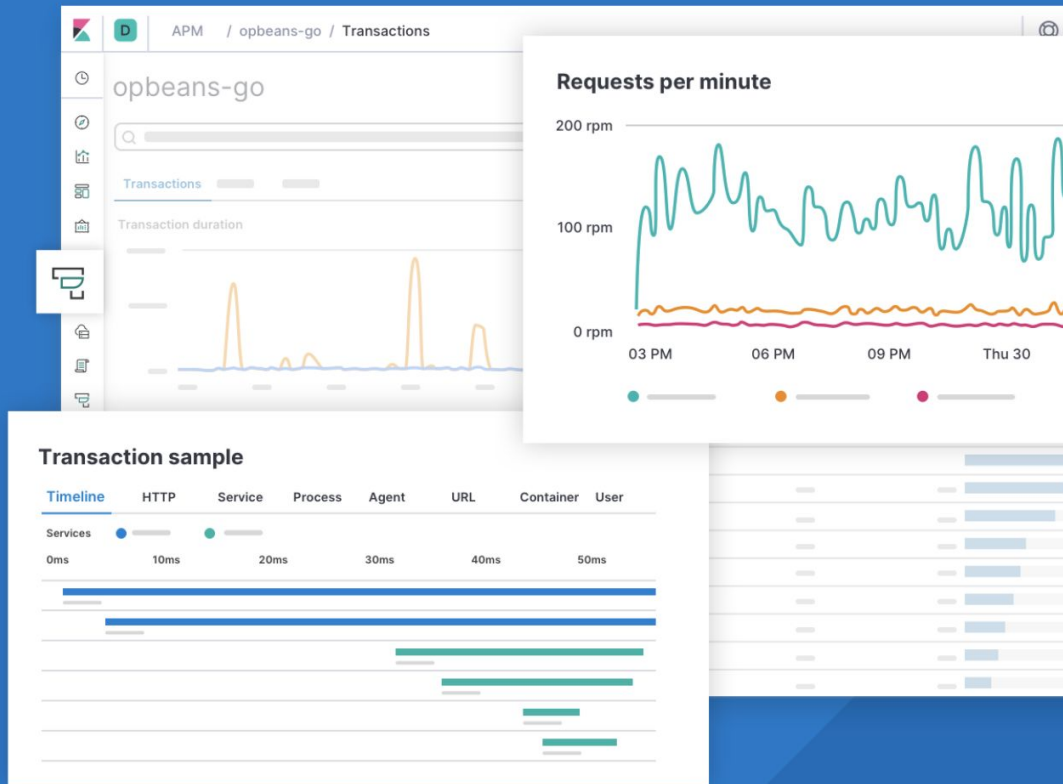 D APM / opbeans-go / Transactions
opbeans-go
Transactions
Transaction duration
Requests per minute
200 rpm
100 rpm
0 rpm
03 PM 06 PM 09 PM Thu 30
Transaction sample
Timeline HTTP Service Process Agent URL Container User
Services
0ms 10ms 20ms 30ms 40ms 50ms